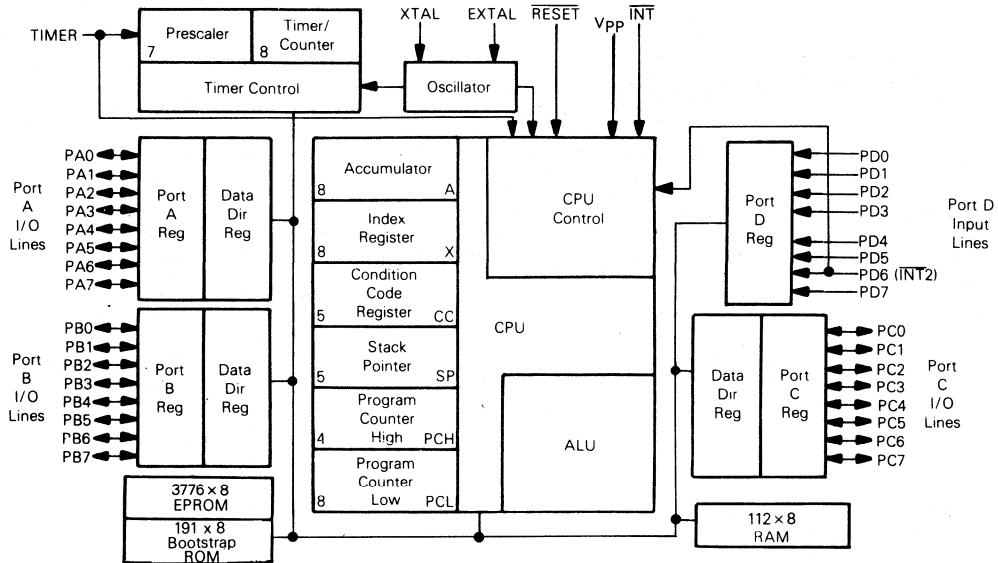 XTAL EXTAL RESET VPP INT
TIMER
Prescaler
7
Timer/
Counter
8
Timer Control
Oscillator
Port
A
I/O
Lines
PA0
PA1
PA2
PA3
PA4
PA5
PA6
PA7
Port
A
Reg
Data
Dir
Reg
Accumulator
8 A
Index
Register
8 X
Condition
Code
Register
5 CC
Stack
Pointer
5 SP
Program
Counter
High
4 PCH
Program
Counter
Low
8 PCL
CPU
Control
CPU
ALU
Port
D
Reg
PD0
PD1
PD2
PD3
PD4
PD5
PD6 (INT2)
PD7
Port D
Input
Lines
Port
B
I/O
Lines
PB0
PB1
PB2
PB3
PB4
PB5
PB6
PB7
Port
B
Reg
Data
Dir
Reg
Data
Dir
Reg
Port
C
Reg
PC0
PC1
PC2
PC3
PC4
PC5
PC6
PC7
Port
C
I/O
Lines
3776 × 8
EPROM
191 x 8
Bootstrap
ROM
112 × 8
RAM